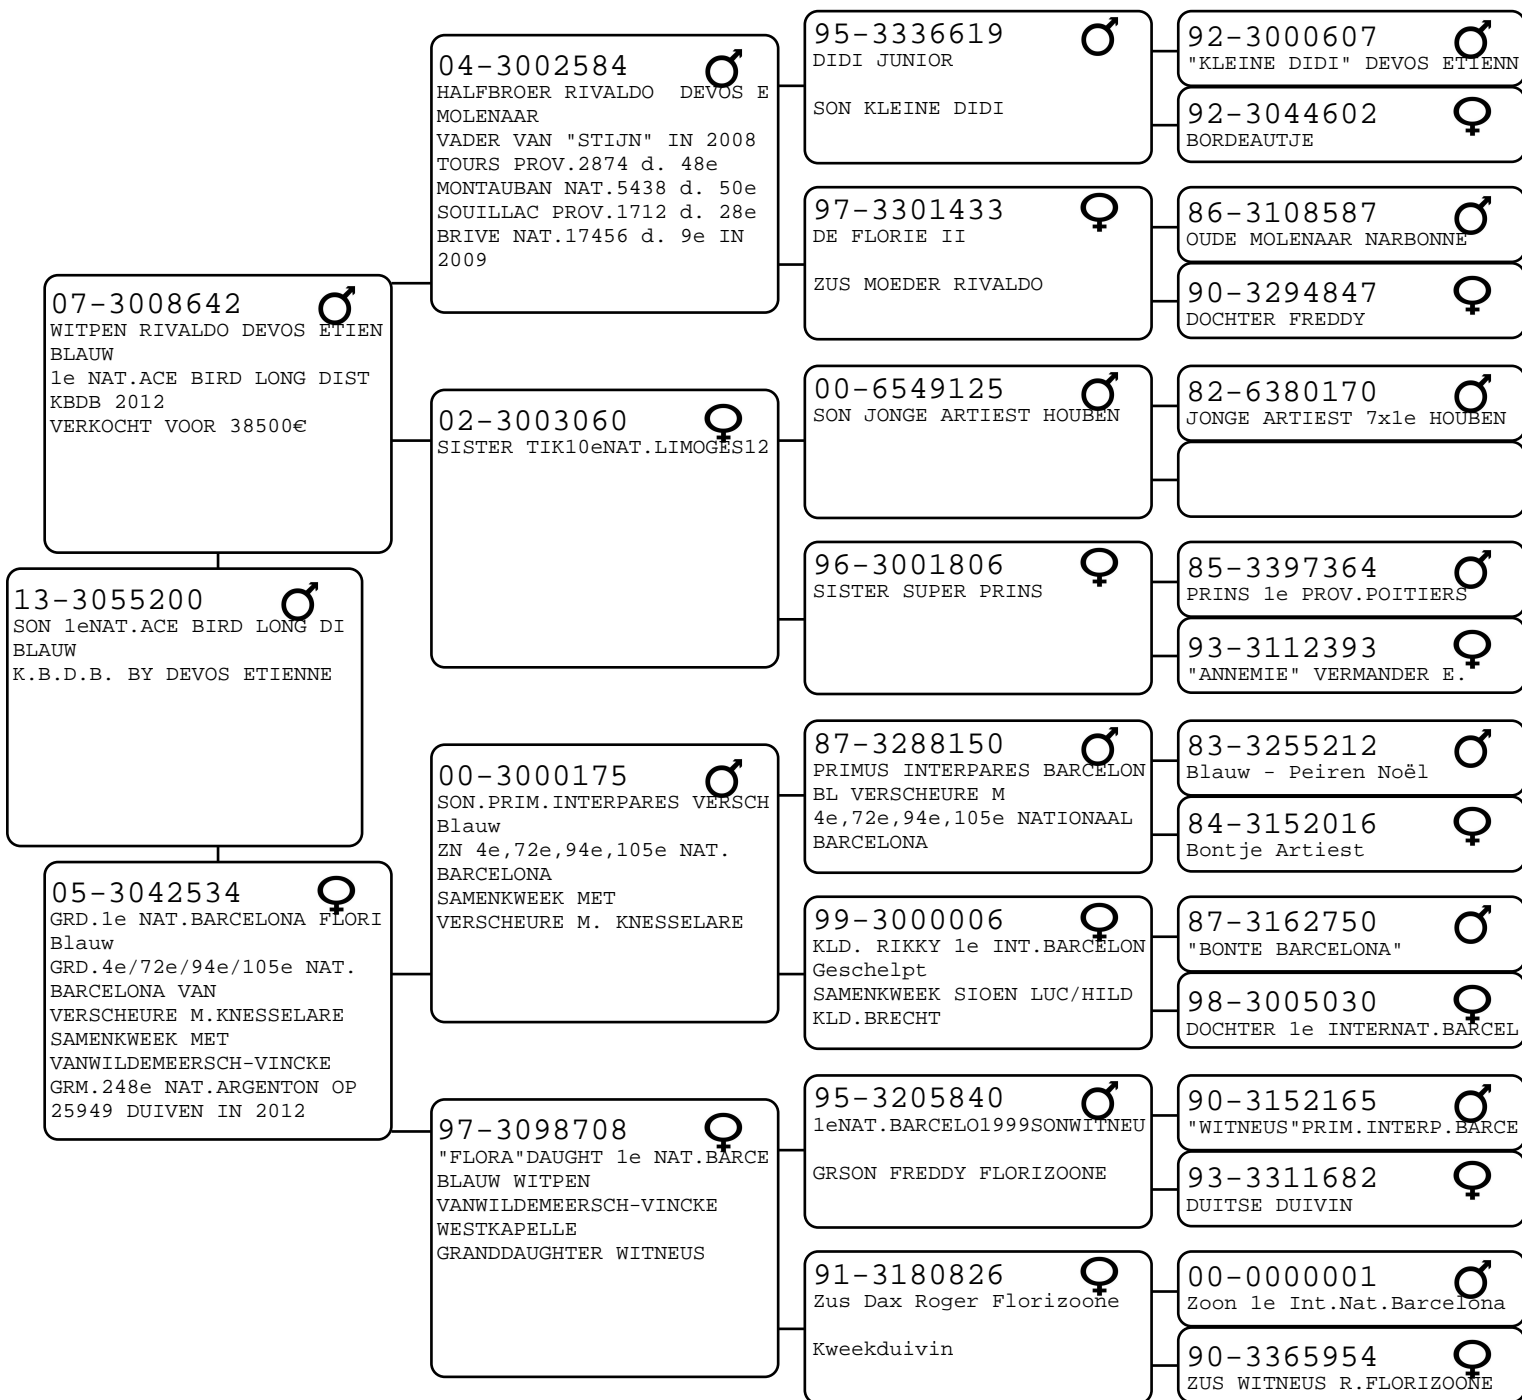 13-3055200
SON 1eNAT.ACE BIRD LONG DI
BLAUW
K.B.D.B. BY DEVOS ETIENNE
07-3008642
WITPEN RIVALDO DEVOS ETIEN
BLAUW
1e NAT.ACE BIRD LONG DIST
KBDB 2012
VERKOCHT VOOR 38500€
05-3042534
GRD.1e NAT.BARCELONA FLORI
Blauw
GRD.4e/72e/94e/105e NAT.
BARCELONA VAN
VERSCHEURE M.KNESSELARE
SAMENKWEEK MET
VANWILDEMEERSCH-VINCKE
GRM.248e NAT.ARGENTON OP
25949 DUIVEN IN 2012
04-3002584
HALFBROER RIVALDO  DEVOS E
MOLENAAR
VADER VAN "STIJN" IN 2008
TOURS PROV.2874 d. 48e
MONTAUBAN NAT.5438 d. 50e
SOUILLAC PROV.1712 d. 28e
BRIVE NAT.17456 d. 9e IN
2009
02-3003060
SISTER TIK10eNAT.LIMOGES12
00-3000175
SON.PRIM.INTERPARES VERSCH
Blauw
ZN 4e,72e,94e,105e NAT.
BARCELONA
SAMENKWEEK MET
VERSCHEURE M. KNESSELARE
97-3098708
"FLORA"DAUGHT 1e NAT.BARCE
BLAUW WITPEN
VANWILDEMEERSCH-VINCKE
WESTKAPELLE
GRANDDAUGHTER WITNEUS
95-3336619
DIDI JUNIOR
SON KLEINE DIDI
97-3301433
DE FLORIE II
ZUS MOEDER RIVALDO
00-6549125
SON JONGE ARTIEST HOUBEN
96-3001806
SISTER SUPER PRINS
87-3288150
PRIMUS INTERPARES BARCELON
BL VERSCHEURE M
4e,72e,94e,105e NATIONAAL
BARCELONA
99-3000006
KLD. RIKKY 1e INT.BARCELON
Geschelpt
SAMENKWEEK SIOEN LUC/HILD
KLD.BRECHT
95-3205840
1eNAT.BARCELO1999SONWITNEU
GRSON FREDDY FLORIZOONE
91-3180826
Zus Dax Roger Florizoone
Kweekduivin
92-3000607
"KLEINE DIDI" DEVOS ETIENN
92-3044602
BORDEAUTJE
86-3108587
OUDE MOLENAAR NARBONNE
90-3294847
DOCHTER FREDDY
82-6380170
JONGE ARTIEST 7x1e HOUBEN
85-3397364
PRINS 1e PROV.POITIERS
93-3112393
"ANNEMIE" VERMANDER E.
83-3255212
Blauw - Peiren Noël
84-3152016
Bontje Artiest
87-3162750
"BONTE BARCELONA"
98-3005030
DOCHTER 1e INTERNAT.BARCEL
90-3152165
"WITNEUS"PRIM.INTERP.BARCE
93-3311682
DUITSE DUIVIN
00-0000001
Zoon 1e Int.Nat.Barcelona
90-3365954
ZUS WITNEUS R.FLORIZOONE